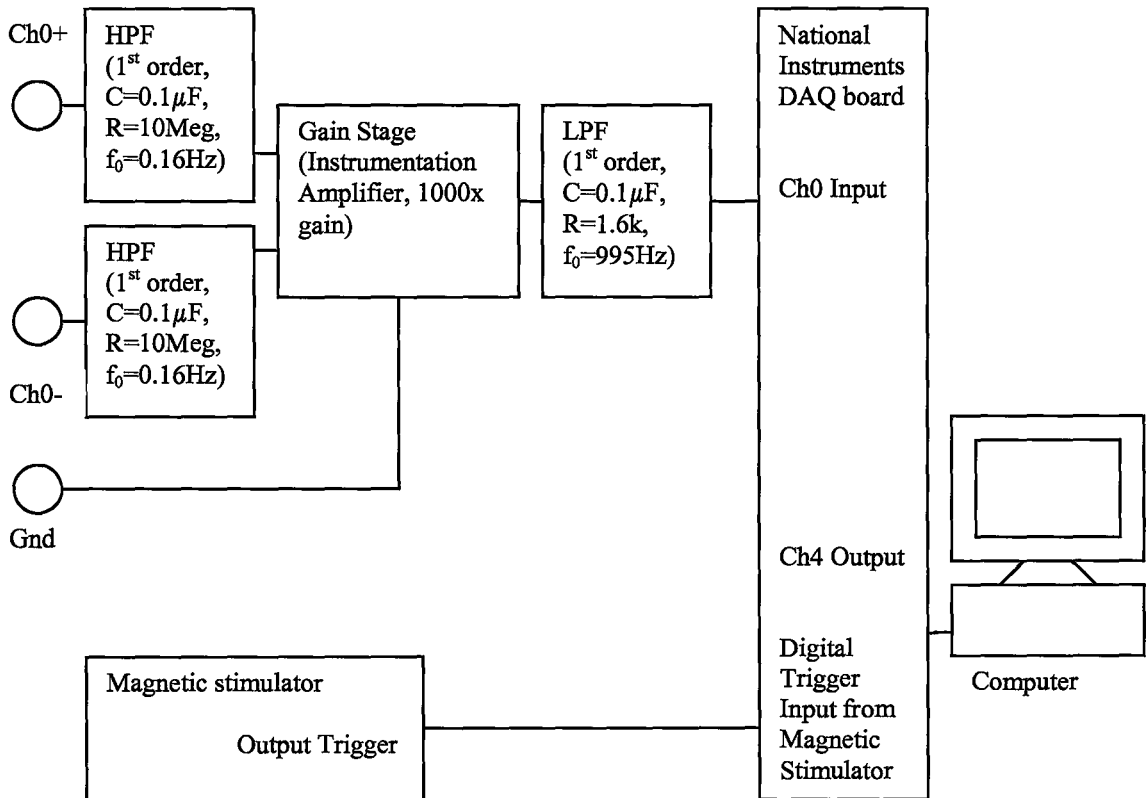 Ch0+
HPF
(1st order,
C=0.1μF,
R=10Meg,
f0=0.16Hz)
HPF
(1st order,
C=0.1μF,
R=10Meg,
f0=0.16Hz)
Ch0-
Gnd
Gain Stage
(Instrumentation
Amplifier, 1000x
gain)
LPF
(1st order,
C=0.1μF,
R=1.6k,
f0=995Hz)
National
Instruments
DAQ board
Ch0 Input
Ch4 Output
Digital
Trigger
Input from
Magnetic
Stimulator
Computer
Magnetic stimulator
Output Trigger